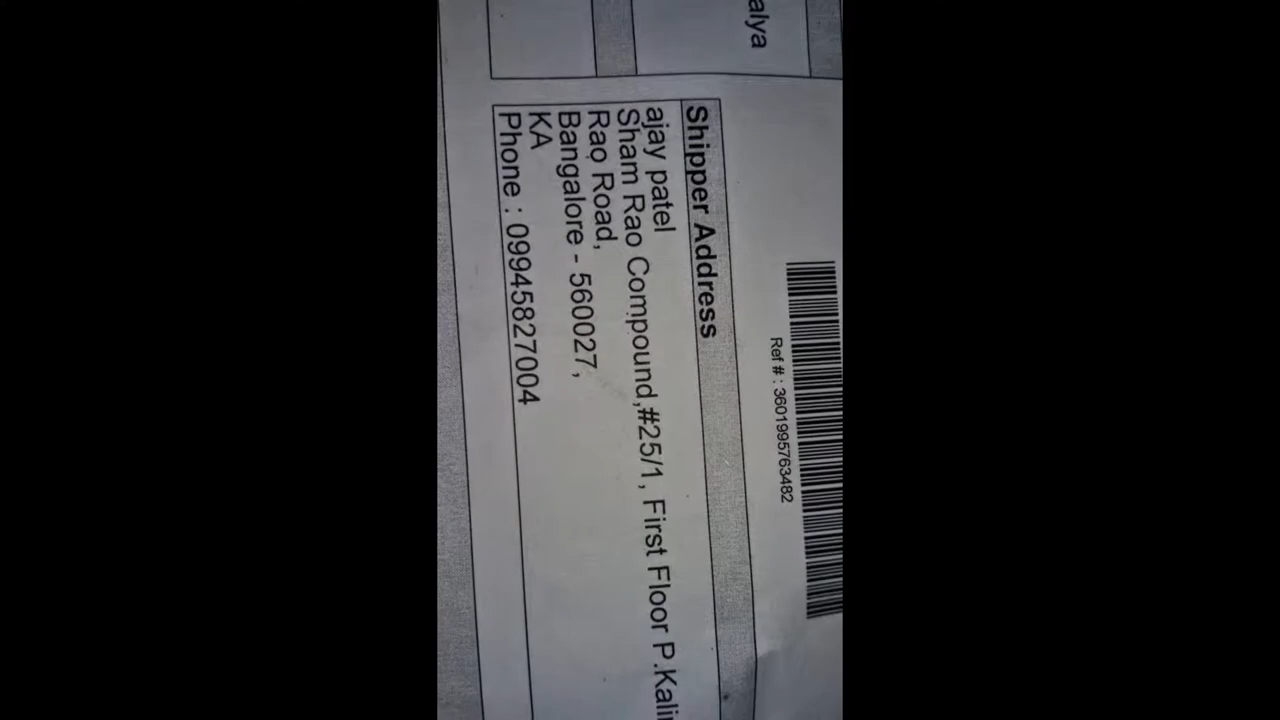 alya
Ref # : 3601995763482
Shipper Address
ajay patel
Sham Rao Compound,#25/1, First Floor P.Kali
Rao Road,
Bangalore - 560027,
KA
Phone : 09945827004